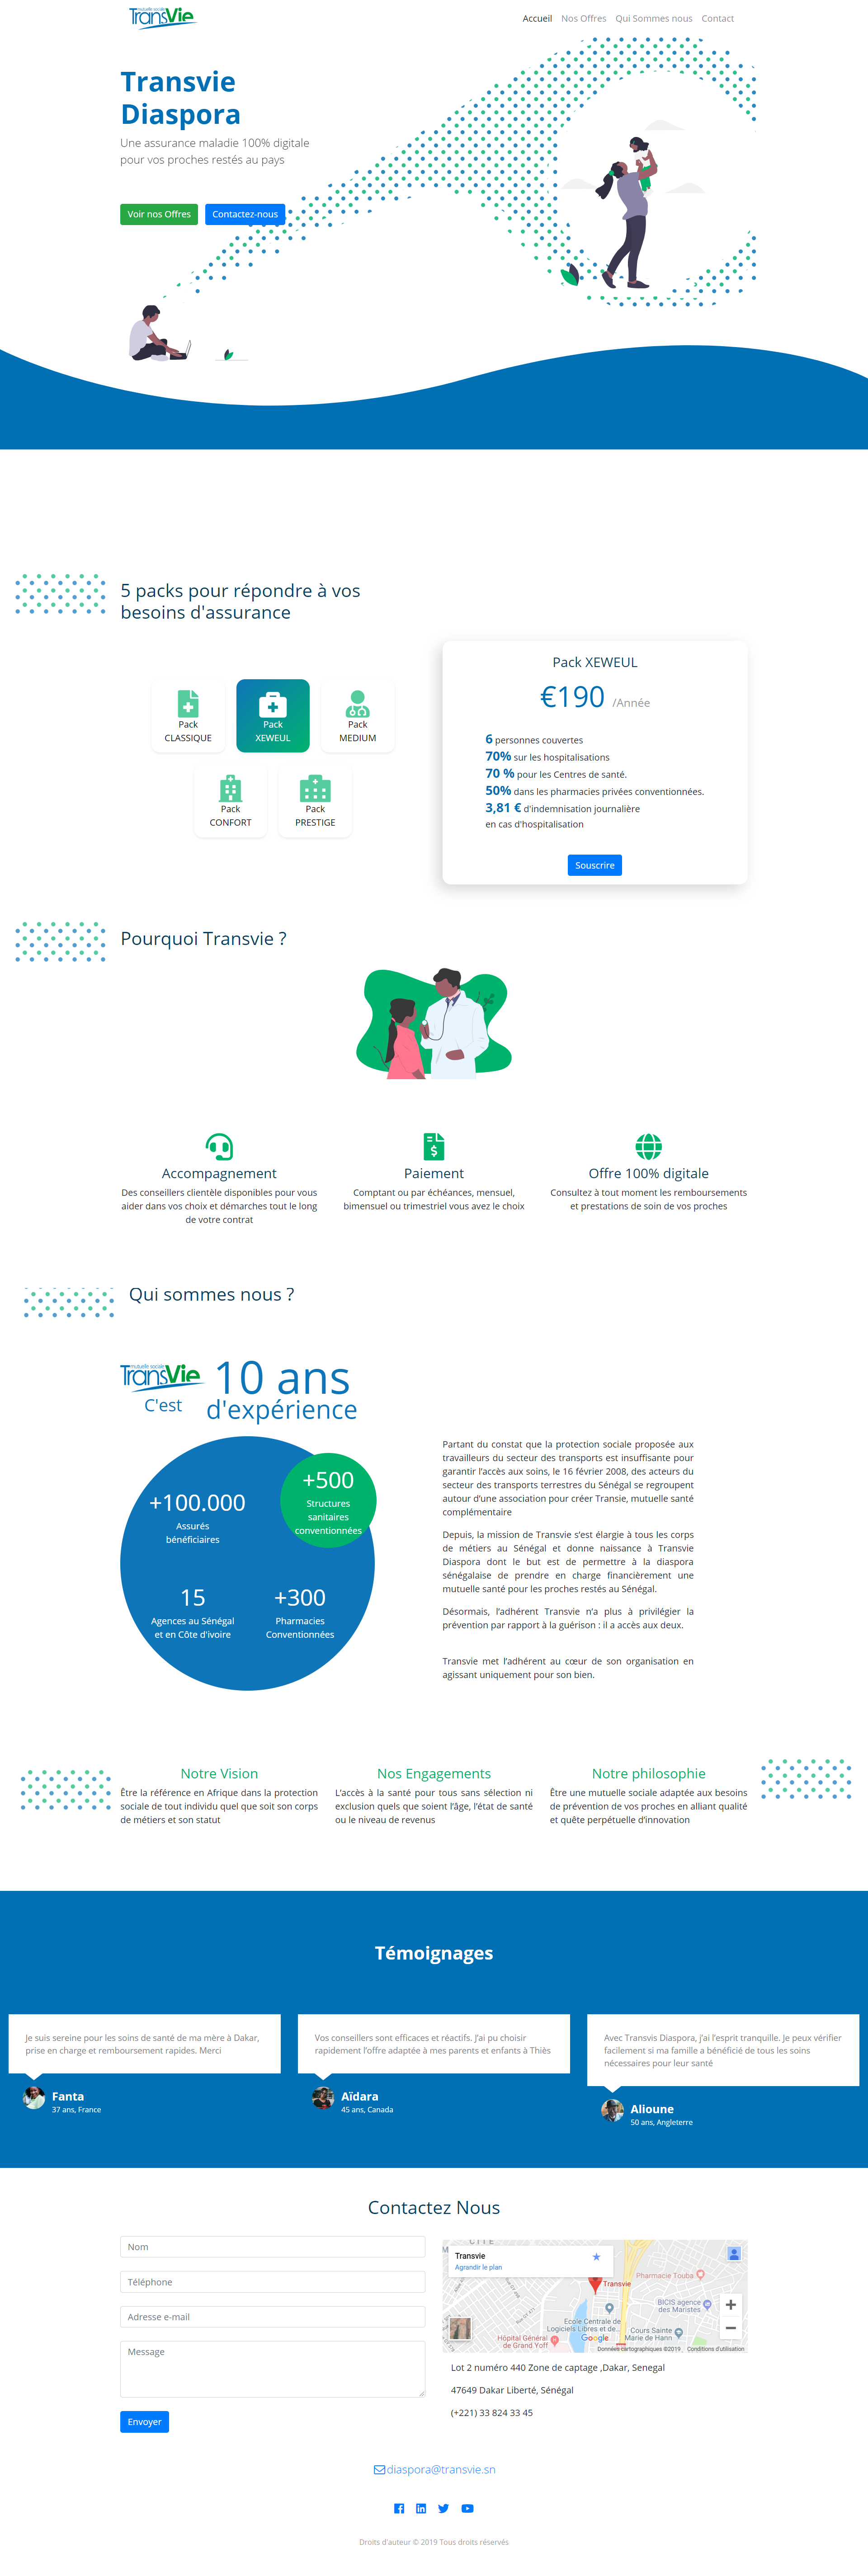 mutuelle sociale
TransVie
Accueil
Nos Offres
Qui Sommes nous
Contact
Transvie
Diaspora
Une assurance maladie 100% digitale
pour vos proches restés au pays
Voir nos Offres
Contactez-nous
5 packs pour répondre à vos
besoins d'assurance
Pack
CLASSIQUE
Pack
XEWEUL
Pack
MEDIUM
Pack
CONFORT
Pack
PRESTIGE
Pack XEWEUL
€190 /Année
6 personnes couvertes
70% sur les hospitalisations
70 % pour les Centres de santé.
50% dans les pharmacies privées conventionnées.
3,81 € d'indemnisation journalière
en cas d'hospitalisation
Souscrire
Pourquoi Transvie ?
Accompagnement
Des conseillers clientèle disponibles pour vous
aider dans vos choix et démarches tout le long
de votre contrat
Paiement
Comptant ou par échéances, mensuel,
bimensuel ou trimestriel vous avez le choix
Offre 100% digitale
Consultez à tout moment les remboursements
et prestations de soin de vos proches
Qui sommes nous ?
mutuelle sociale
TransVie
C'est
10 ans
d'expérience
+100.000
Assurés
bénéficiaires
+500
Structures
sanitaires
conventionnées
15
Agences au Sénégal
et en Côte d'ivoire
+300
Pharmacies
Conventionnées
Partant du constat que la protection sociale proposée aux
travailleurs du secteur des transports est insuffisante pour
garantir l'accès aux soins, le 16 février 2008, des acteurs du
secteur des transports terrestres du Sénégal se regroupent
autour d'une association pour créer Transie, mutuelle santé
complémentaire
Depuis, la mission de Transvie s'est élargie à tous les corps
de métiers au Sénégal et donne naissance à Transvie
Diaspora dont le but est de permettre à la diaspora
sénégalaise de prendre en charge financièrement une
mutuelle santé pour les proches restés au Sénégal.
Désormais, l'adhérent Transvie n'a plus à privilégier la
prévention par rapport à la guérison : il a accès aux deux.
Transvie met l'adhérent au cœur de son organisation en
agissant uniquement pour son bien.
Notre Vision
Être la référence en Afrique dans la protection
sociale de tout individu quel que soit son corps
de métiers et son statut
Nos Engagements
L'accès à la santé pour tous sans sélection ni
exclusion quels que soient l'âge, l'état de santé
ou le niveau de revenus
Notre philosophie
Être une mutuelle sociale adaptée aux besoins
de prévention de vos proches en alliant qualité
et quête perpétuelle d'innovation
Témoignages
Je suis sereine pour les soins de santé de ma mère à Dakar,
prise en charge et remboursement rapides. Merci
Fanta
37 ans, France
Vos conseillers sont efficaces et réactifs. J'ai pu choisir
rapidement l'offre adaptée à mes parents et enfants à Thiès
Aïdara
45 ans, Canada
Avec Transvis Diaspora, j'ai l'esprit tranquille. Je peux vérifier
facilement si ma famille a bénéficié de tous les soins
nécessaires pour leur santé
Alioune
50 ans, Angleterre
Contactez Nous
Nom
Téléphone
Adresse e-mail
Message
Envoyer
Transvie
Agrandir le plan
Pharmacie Touba
Transvie
BICIS agence
des Maristes
Ecole Centrale de
Logiciels Libres et de...
Cours Sainte
Marie de Hann
Hôpital Général
de Grand Yoff
Google
Données cartographiques ©2019
Conditions d'utilisation
Lot 2 numéro 440 Zone de captage ,Dakar, Senegal
47649 Dakar Liberté, Sénégal
(+221) 33 824 33 45
diaspora@transvie.sn
Droits d'auteur © 2019 Tous droits réservés